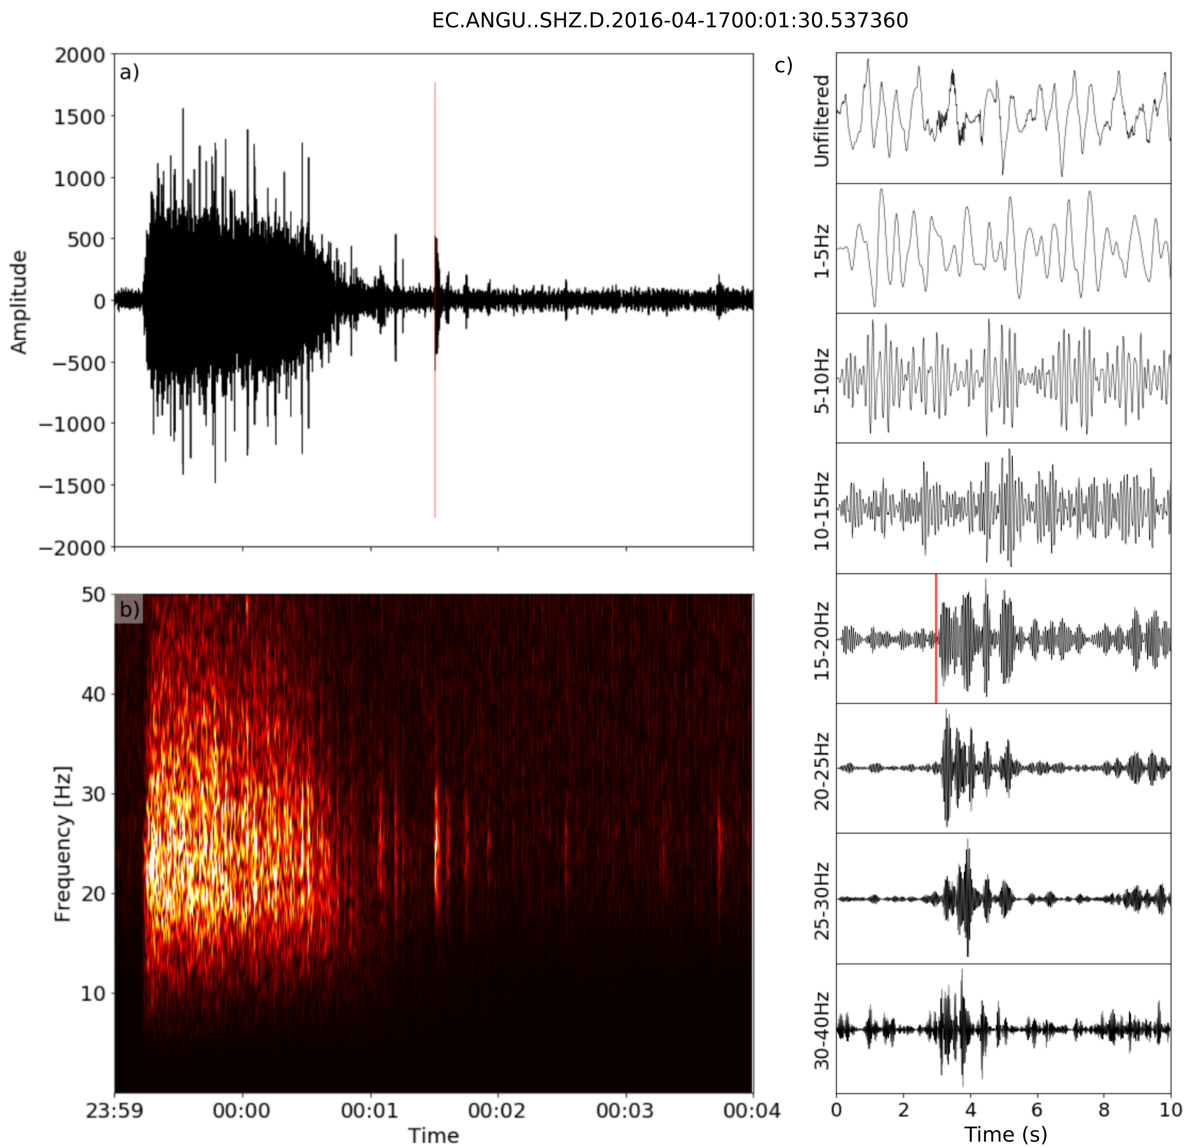 EC.ANGU..SHZ.D.2016-04-1700:01:30.537360
a)
2000
1500
1000
500
0
−500
−1000
−1500
−2000
Amplitude
b)
50
40
30
20
10
Frequency [Hz]
23:59 00:00 00:01 00:02 00:03 00:04
Time
c)
Unfiltered
1-5Hz
5-10Hz
10-15Hz
15-20Hz
20-25Hz
25-30Hz
30-40Hz
0 2 4 6 8 10
Time (s)